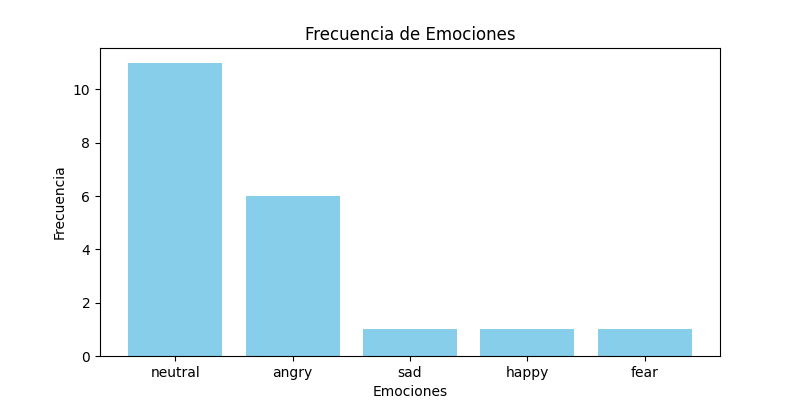 Frecuencia de Emociones
Frecuencia
10
8
6
4
2
0
neutral angry sad happy fear
Emociones